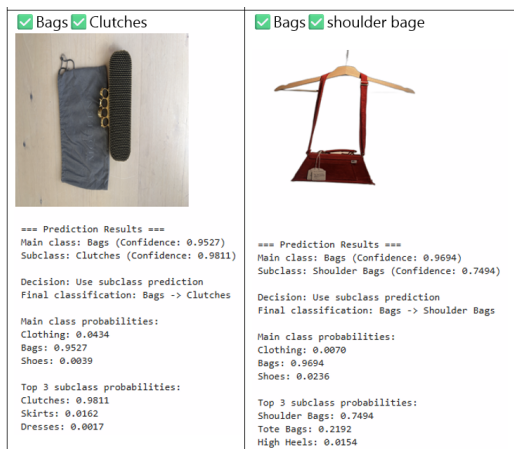 ✅ Bags ✅ Clutches
=== Prediction Results ===
Main class: Bags (Confidence: 0.9527)
Subclass: Clutches (Confidence: 0.9811)
Decision: Use subclass prediction
Final classification: Bags -> Clutches
Main class probabilities:
Clothing: 0.0434
Bags: 0.9527
Shoes: 0.0039
Top 3 subclass probabilities:
Clutches: 0.9811
Skirts: 0.0162
Dresses: 0.0017
✅ Bags ✅ shoulder bage
=== Prediction Results ===
Main class: Bags (Confidence: 0.9694)
Subclass: Shoulder Bags (Confidence: 0.7494)
Decision: Use subclass prediction
Final classification: Bags -> Shoulder Bags
Main class probabilities:
Clothing: 0.0070
Bags: 0.9694
Shoes: 0.0236
Top 3 subclass probabilities:
Shoulder Bags: 0.7494
Tote Bags: 0.2192
High Heels: 0.0154